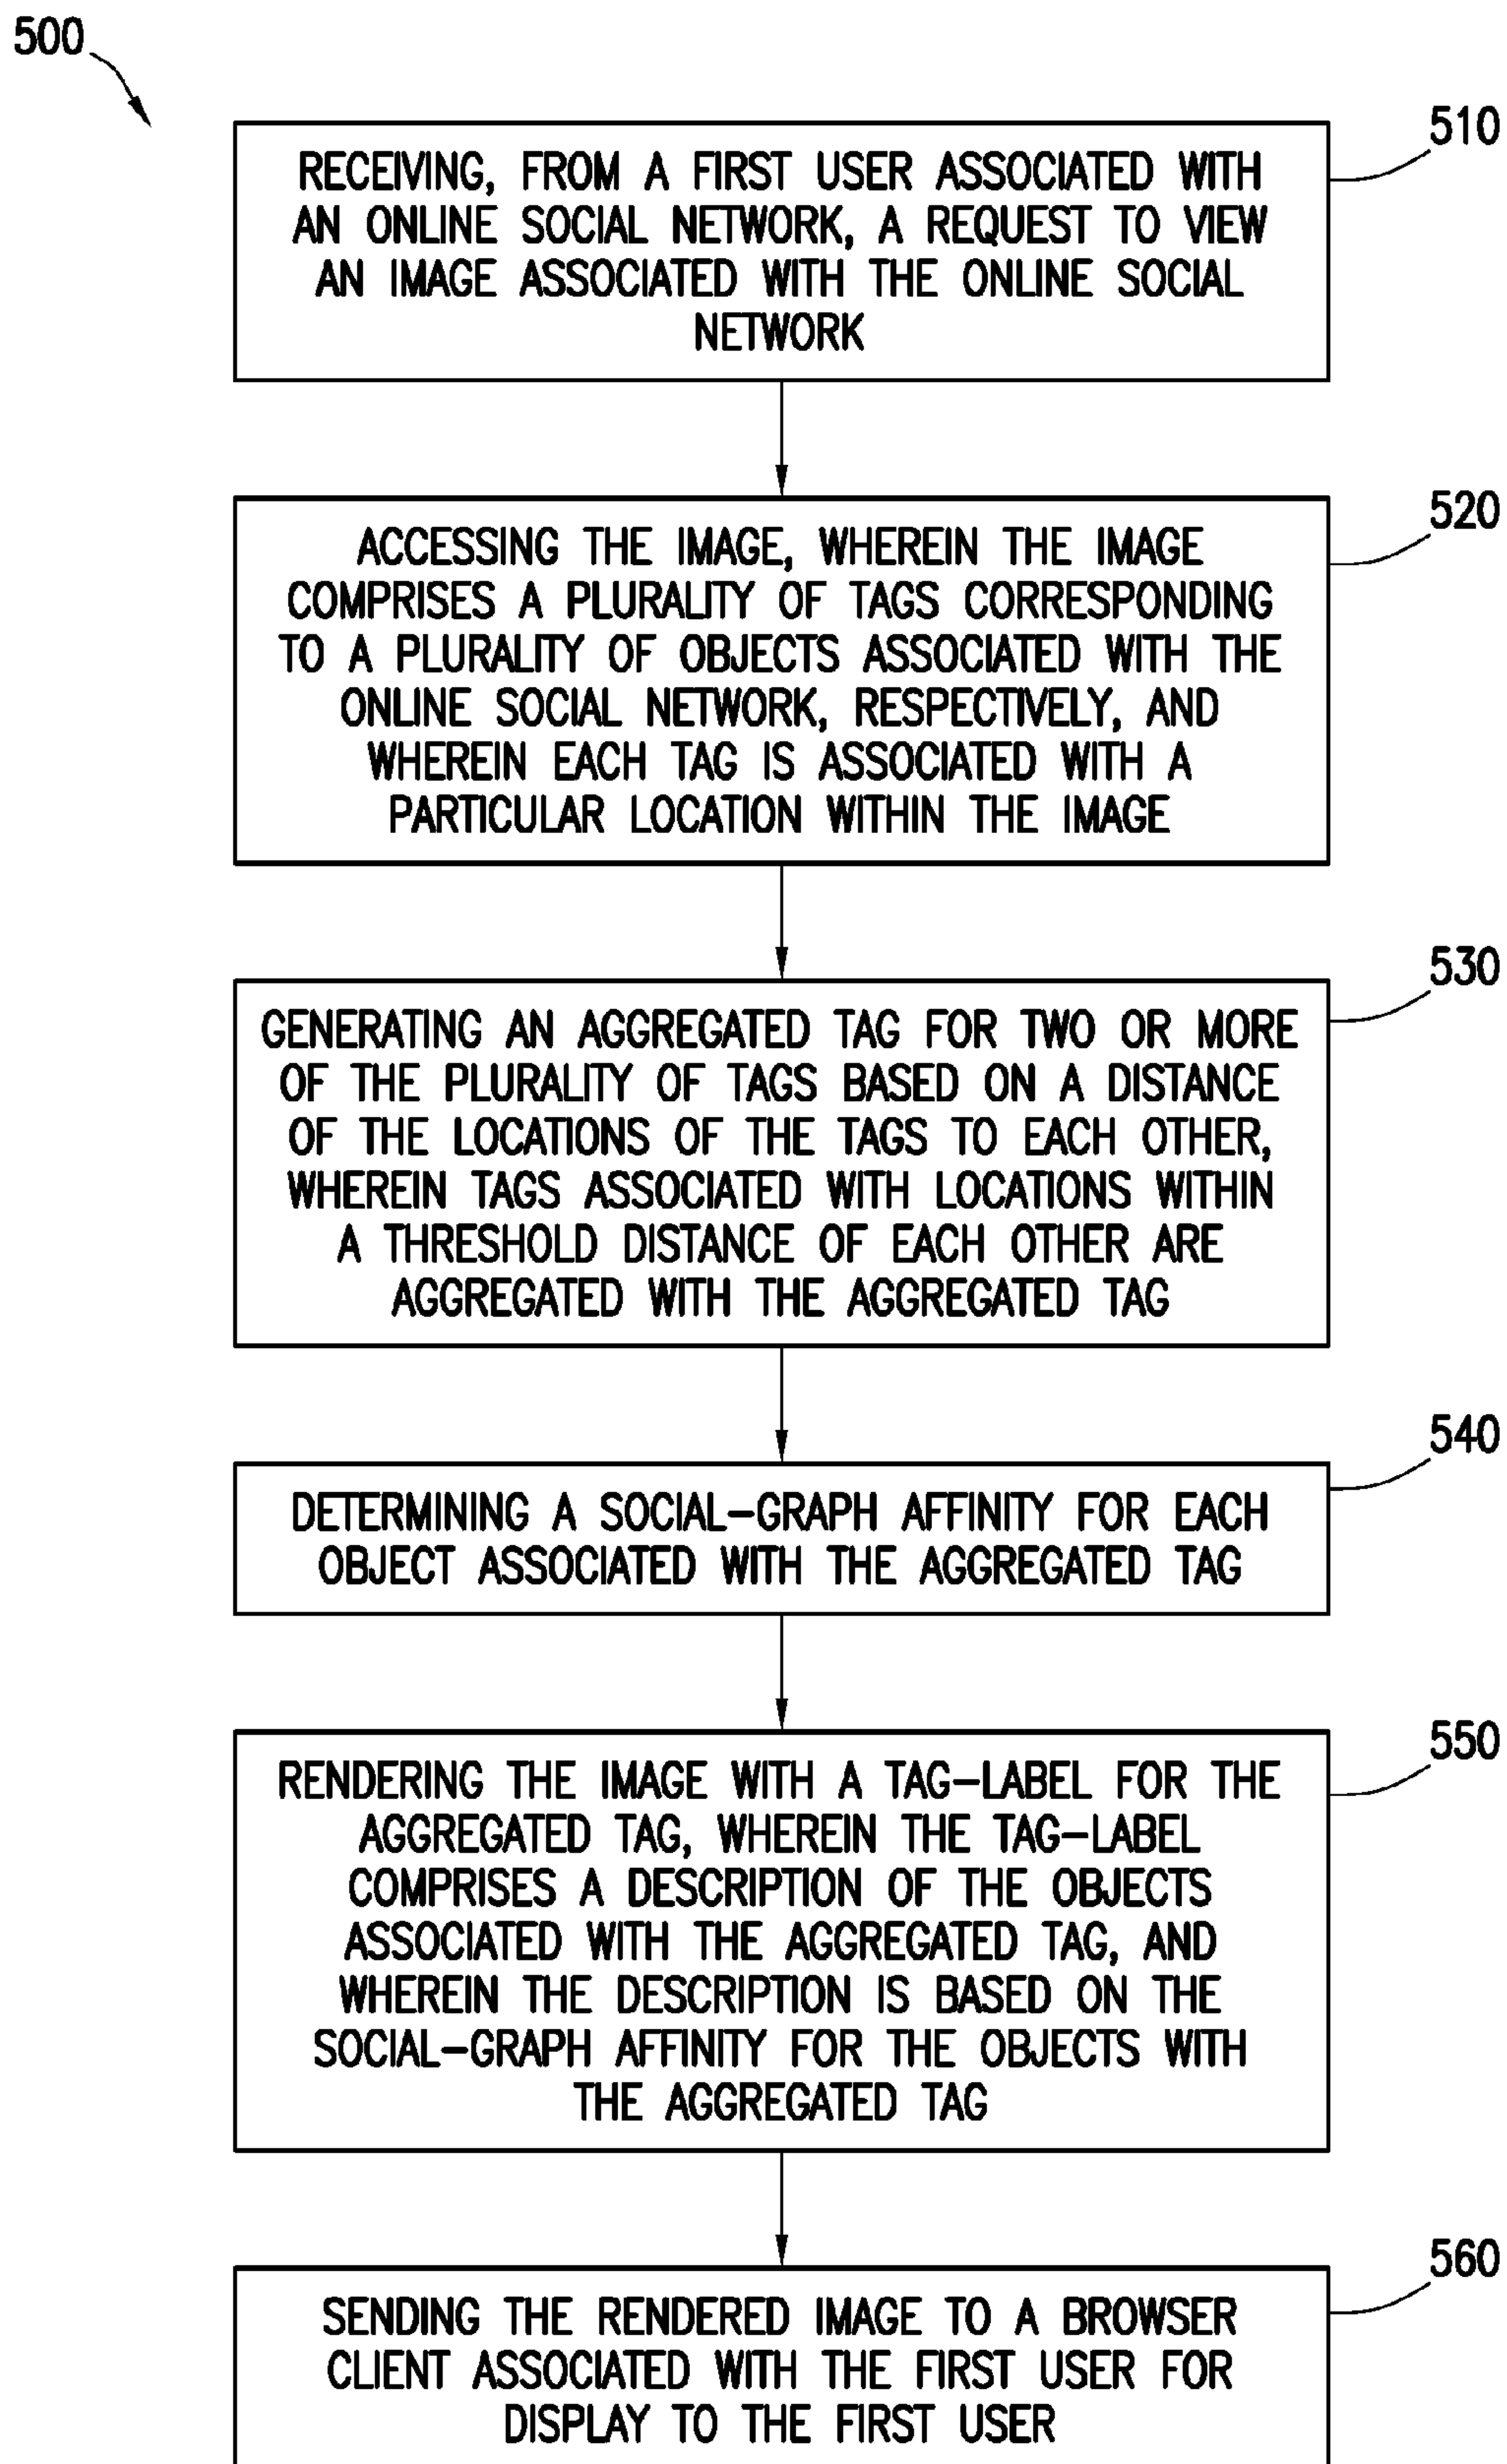 500
510
RECEIVING, FROM A FIRST USER ASSOCIATED WITH
AN ONLINE SOCIAL NETWORK, A REQUEST TO VIEW
AN IMAGE ASSOCIATED WITH THE ONLINE SOCIAL
NETWORK
520
ACCESSING THE IMAGE, WHEREIN THE IMAGE
COMPRISES A PLURALITY OF TAGS CORRESPONDING
TO A PLURALITY OF OBJECTS ASSOCIATED WITH THE
ONLINE SOCIAL NETWORK, RESPECTIVELY, AND
WHEREIN EACH TAG IS ASSOCIATED WITH A
PARTICULAR LOCATION WITHIN THE IMAGE
530
GENERATING AN AGGREGATED TAG FOR TWO OR MORE
OF THE PLURALITY OF TAGS BASED ON A DISTANCE
OF THE LOCATIONS OF THE TAGS TO EACH OTHER,
WHEREIN TAGS ASSOCIATED WITH LOCATIONS WITHIN
A THRESHOLD DISTANCE OF EACH OTHER ARE
AGGREGATED WITH THE AGGREGATED TAG
540
DETERMINING A SOCIAL-GRAPH AFFINITY FOR EACH
OBJECT ASSOCIATED WITH THE AGGREGATED TAG
550
RENDERING THE IMAGE WITH A TAG-LABEL FOR THE
AGGREGATED TAG, WHEREIN THE TAG-LABEL
COMPRISES A DESCRIPTION OF THE OBJECTS
ASSOCIATED WITH THE AGGREGATED TAG, AND
WHEREIN THE DESCRIPTION IS BASED ON THE
SOCIAL-GRAPH AFFINITY FOR THE OBJECTS WITH
THE AGGREGATED TAG
560
SENDING THE RENDERED IMAGE TO A BROWSER
CLIENT ASSOCIATED WITH THE FIRST USER FOR
DISPLAY TO THE FIRST USER